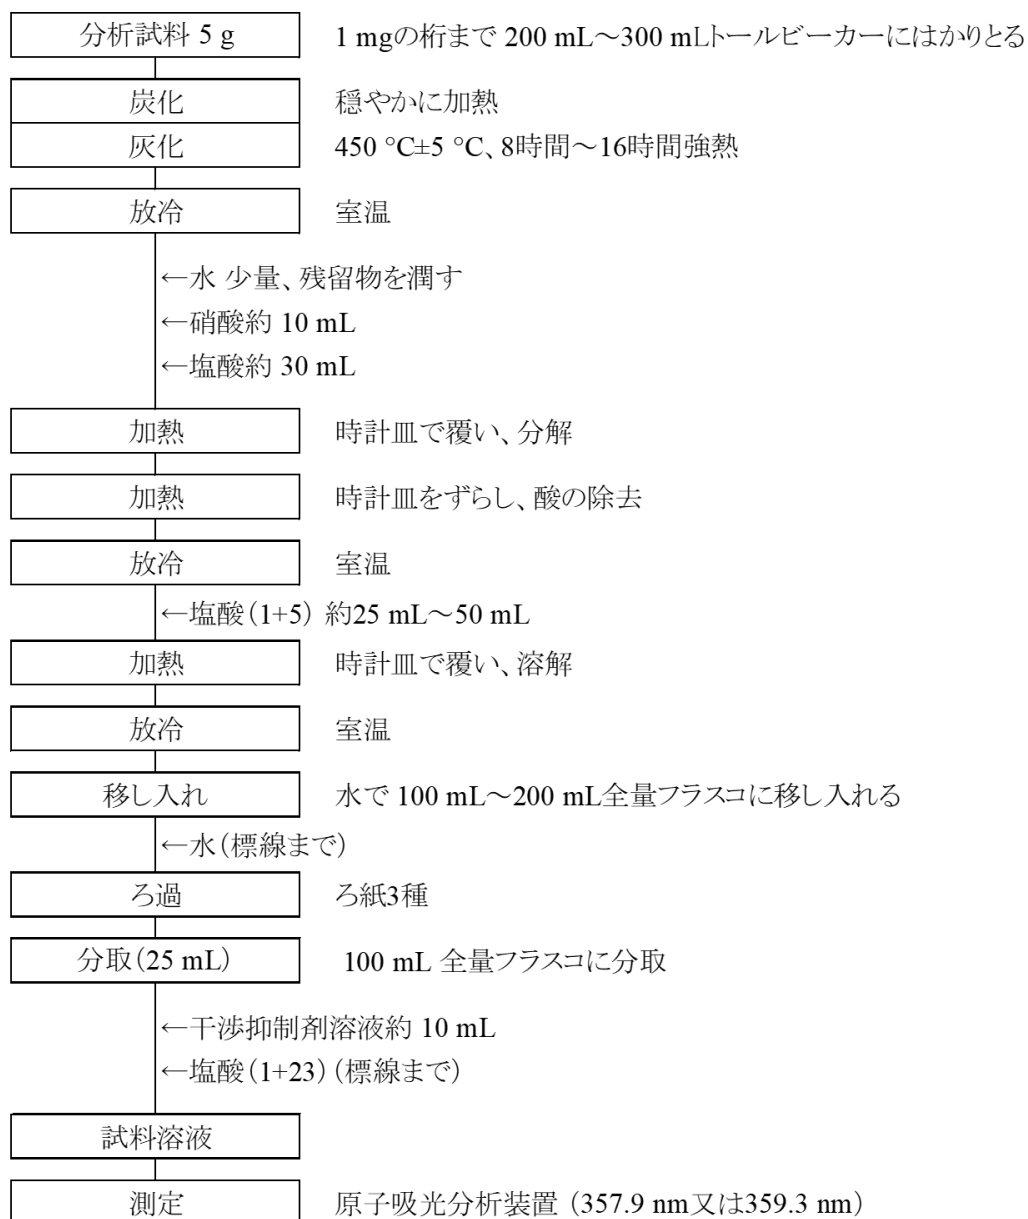 分析試料 5 g 1 mgの桁まで 200 mL～300 mLトールビーカーにはかりとる
炭化 穏やかに加熱
灰化 450 °C±5 °C、8時間～16時間強熱
放冷 室温
←水 少量、残留物を潤す
←硝酸約 10 mL
←塩酸約 30 mL
加熱 時計皿で覆い、分解
加熱 時計皿をずらし、酸の除去
放冷 室温
←塩酸(1+5) 約25 mL～50 mL
加熱 時計皿で覆い、溶解
放冷 室温
移し入れ 水で 100 mL～200 mL全量フラスコに移し入れる
←水(標線まで)
ろ過 ろ紙3種
分取(25 mL) 100 mL 全量フラスコに分取
←干渉抑制剤溶液約 10 mL
←塩酸(1+23)(標線まで)
試料溶液
測定 原子吸光分析装置 (357.9 nm又は359.3 nm)